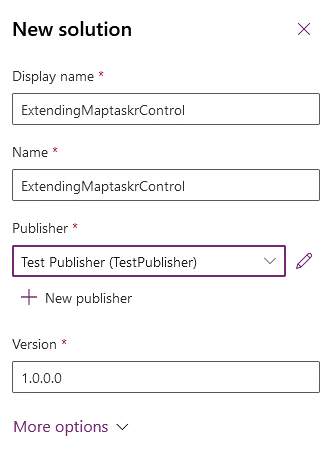 New solution
Display name *
ExtendingMaptaskrControl
Name *
ExtendingMaptaskrControl
Publisher *
Test Publisher (TestPublisher)
New publisher
Version *
1.0.0.0
More options